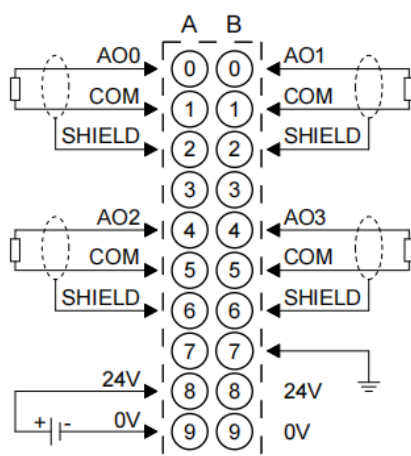 A B
AO0 0 0 AO1
COM 1 1 COM
SHIELD 2 2 SHIELD
3 3
AO2 4 4 AO3
COM 5 5 COM
SHIELD 6 6 SHIELD
7 7
24V 8 8 24V
+ - 0V 9 9 0V